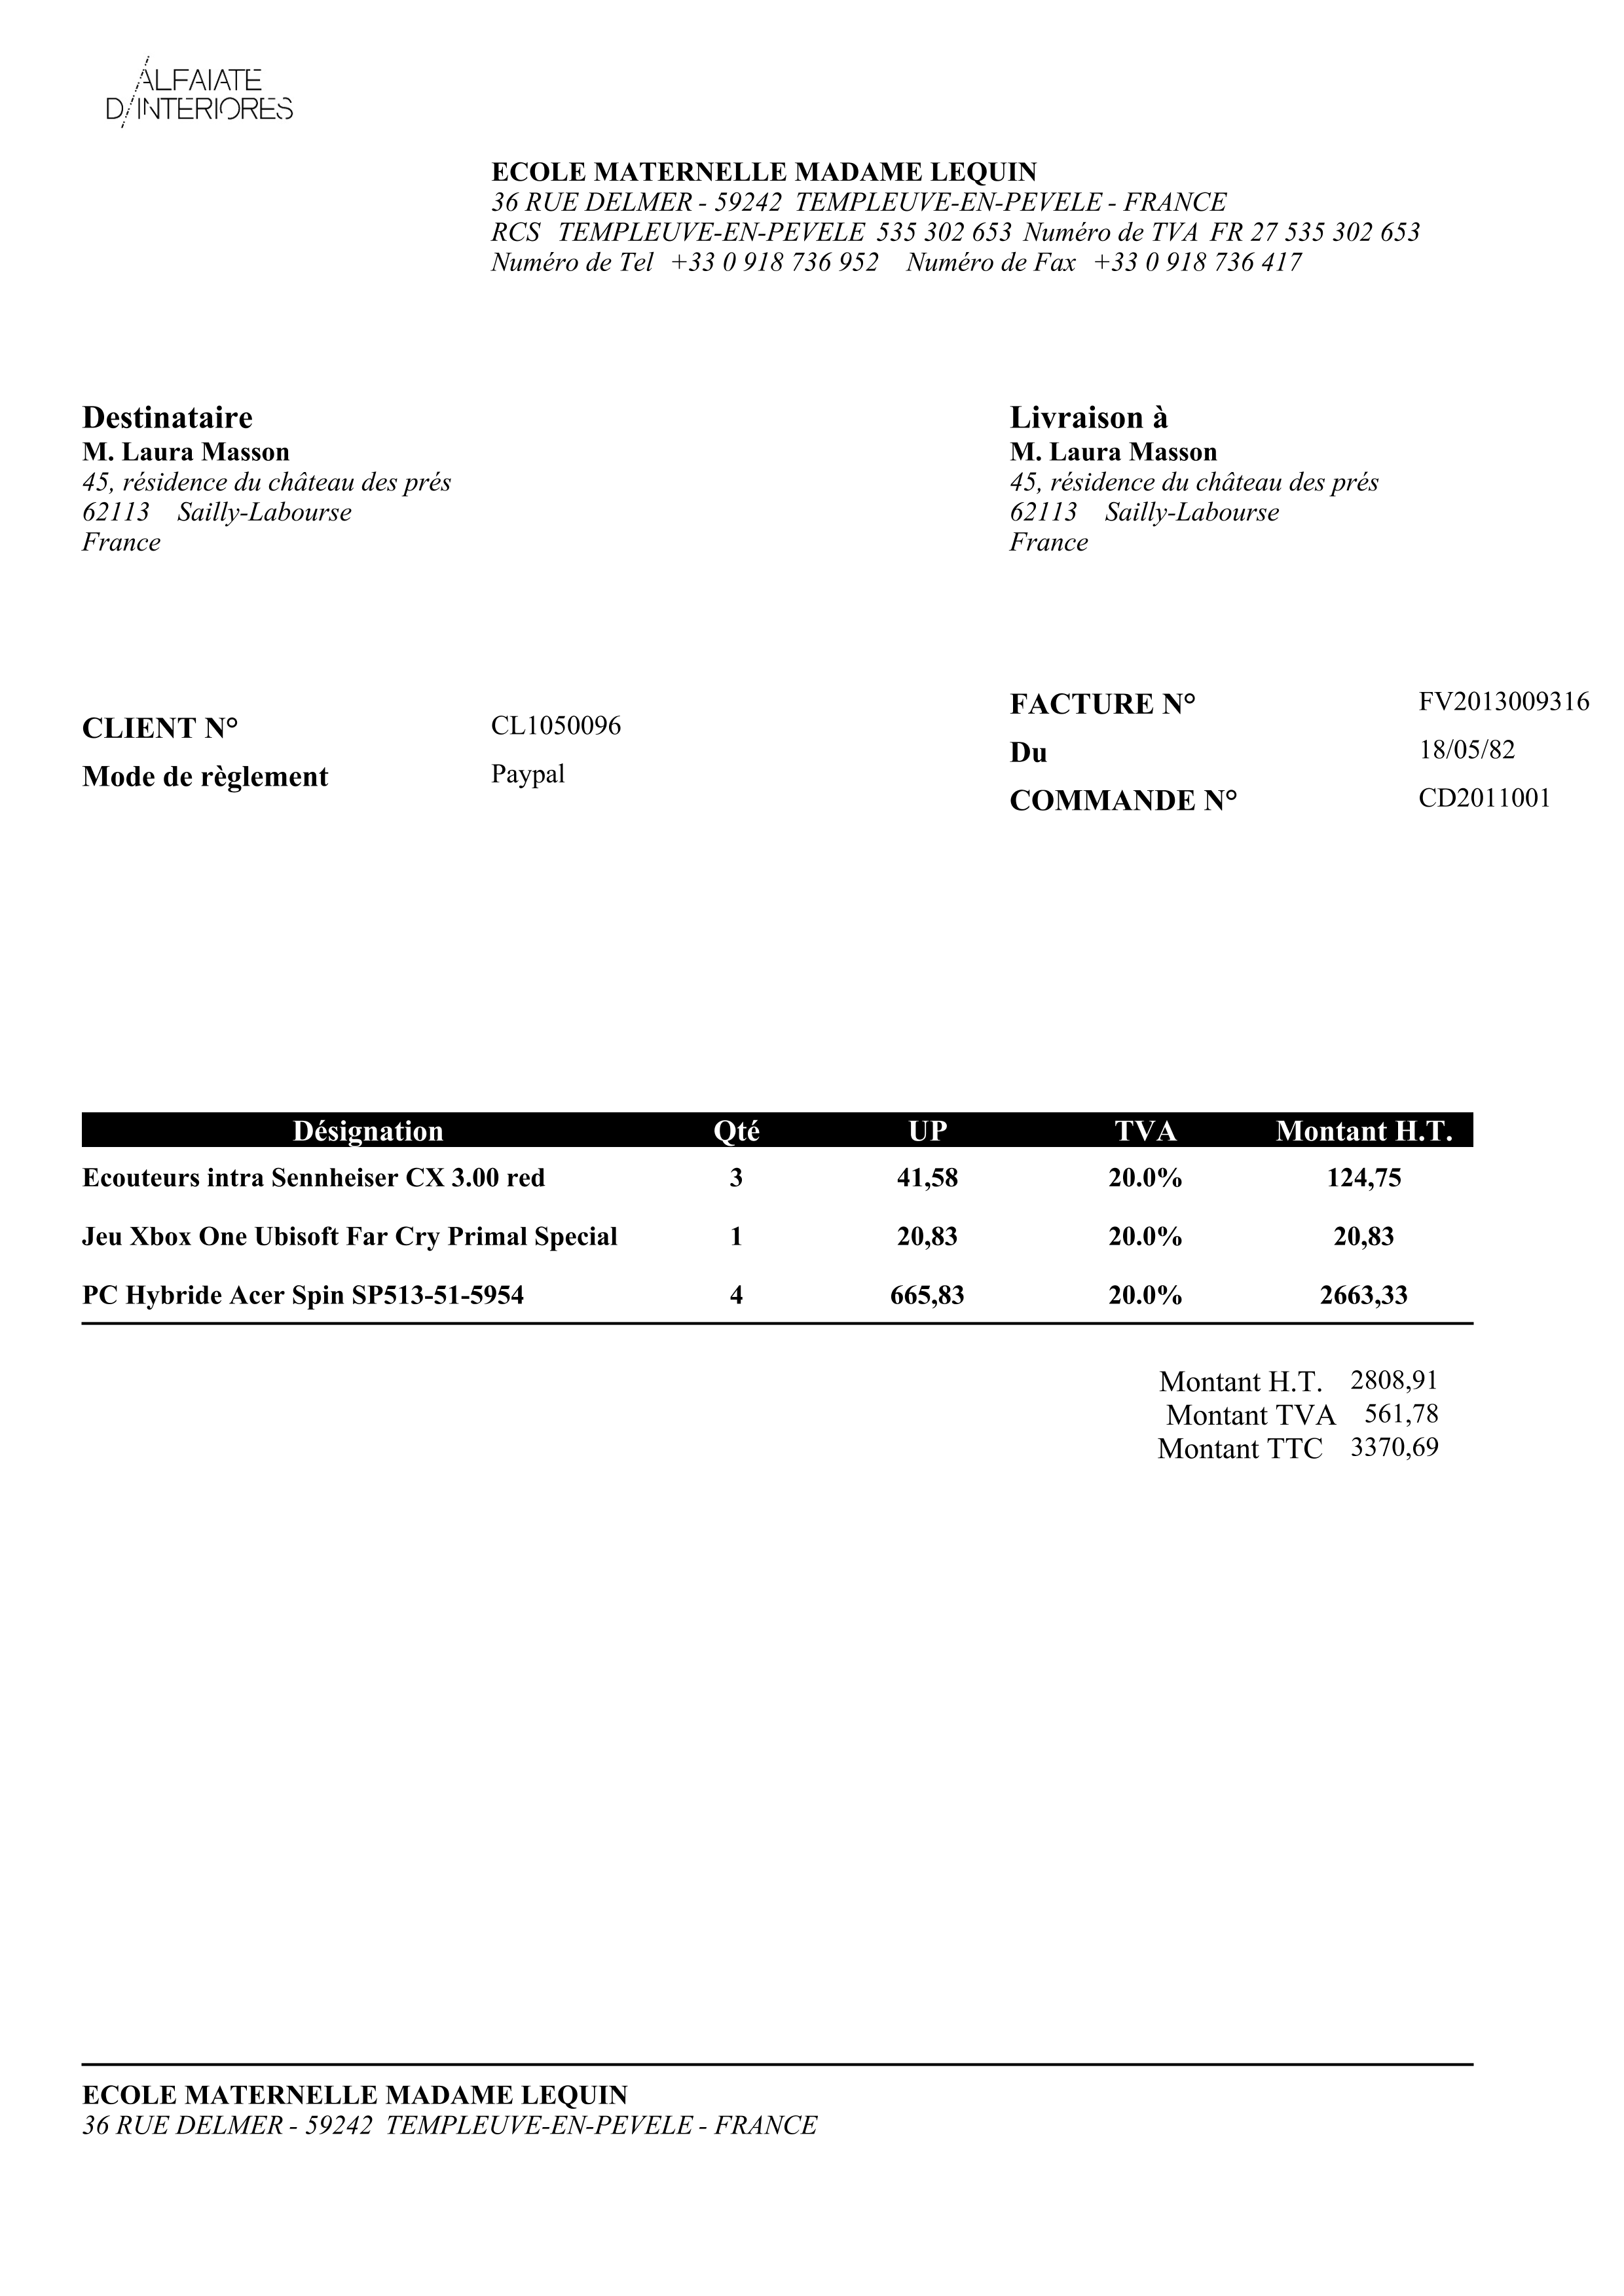 ALFAIATE
D/INTERIORES
ECOLE MATERNELLE MADAME LEQUIN
36 RUE DELMER - 59242 TEMPLEUVE-EN-PEVELE - FRANCE
RCS TEMPLEUVE-EN-PEVELE 535 302 653 Numéro de TVA FR 27 535 302 653
Numéro de Tel +33 0 918 736 952 Numéro de Fax +33 0 918 736 417
Destinataire
M. Laura Masson
45, résidence du château des prés
62113 Sailly-Labourse
France
Livraison à
M. Laura Masson
45, résidence du château des prés
62113 Sailly-Labourse
France
CLIENT N° CL1050096
Mode de règlement Paypal
FACTURE N° FV2013009316
Du 18/05/82
COMMANDE N° CD2011001
Désignation Qté UP TVA Montant H.T.
Ecouteurs intra Sennheiser CX 3.00 red 3 41,58 20.0% 124,75
Jeu Xbox One Ubisoft Far Cry Primal Special 1 20,83 20.0% 20,83
PC Hybride Acer Spin SP513-51-5954 4 665,83 20.0% 2663,33
Montant H.T. 2808,91
Montant TVA 561,78
Montant TTC 3370,69
ECOLE MATERNELLE MADAME LEQUIN
36 RUE DELMER - 59242 TEMPLEUVE-EN-PEVELE - FRANCE